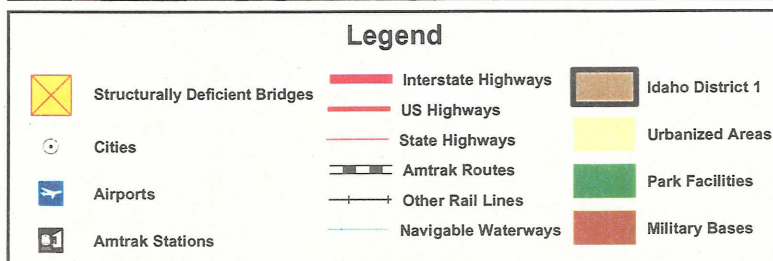 Legend
Structurally Deficient Bridges
Cities
Airports
Amtrak Stations
Interstate Highways
US Highways
State Highways
Amtrak Routes
Other Rail Lines
Navigable Waterways
Idaho District 1
Urbanized Areas
Park Facilities
Military Bases